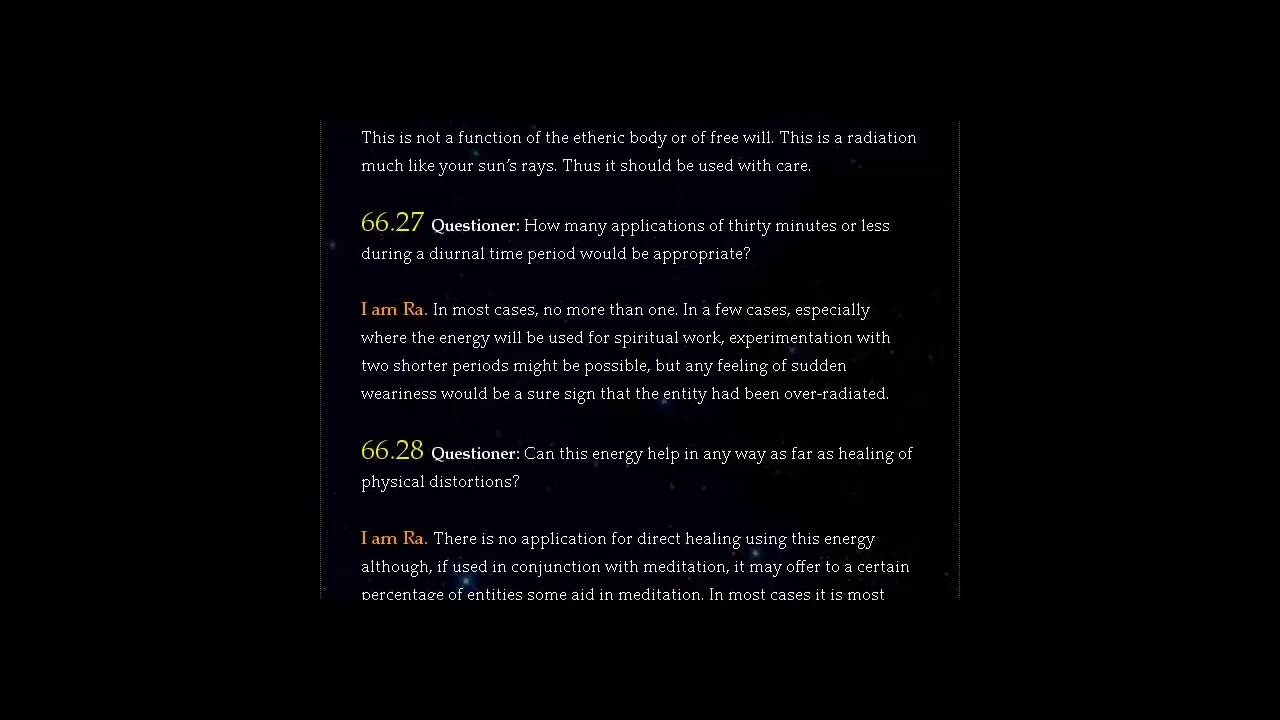 This is not a function of the etheric body or of free will. This is a radiation
much like your sun’s rays. Thus it should be used with care.
66.27 Questioner: How many applications of thirty minutes or less
during a diurnal time period would be appropriate?
I am Ra. In most cases, no more than one. In a few cases, especially
where the energy will be used for spiritual work, experimentation with
two shorter periods might be possible, but any feeling of sudden
weariness would be a sure sign that the entity had been over-radiated.
66.28 Questioner: Can this energy help in any way as far as healing of
physical distortions?
I am Ra. There is no application for direct healing using this energy
although, if used in conjunction with meditation, it may offer to a certain
percentage of entities some aid in meditation. In most cases it is most